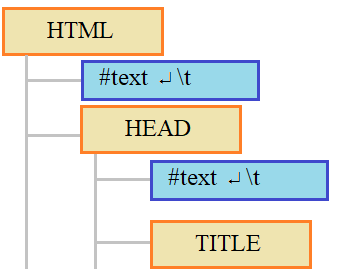 HTML
#text ↵ \t
HEAD
#text ↵ \t
TITLE